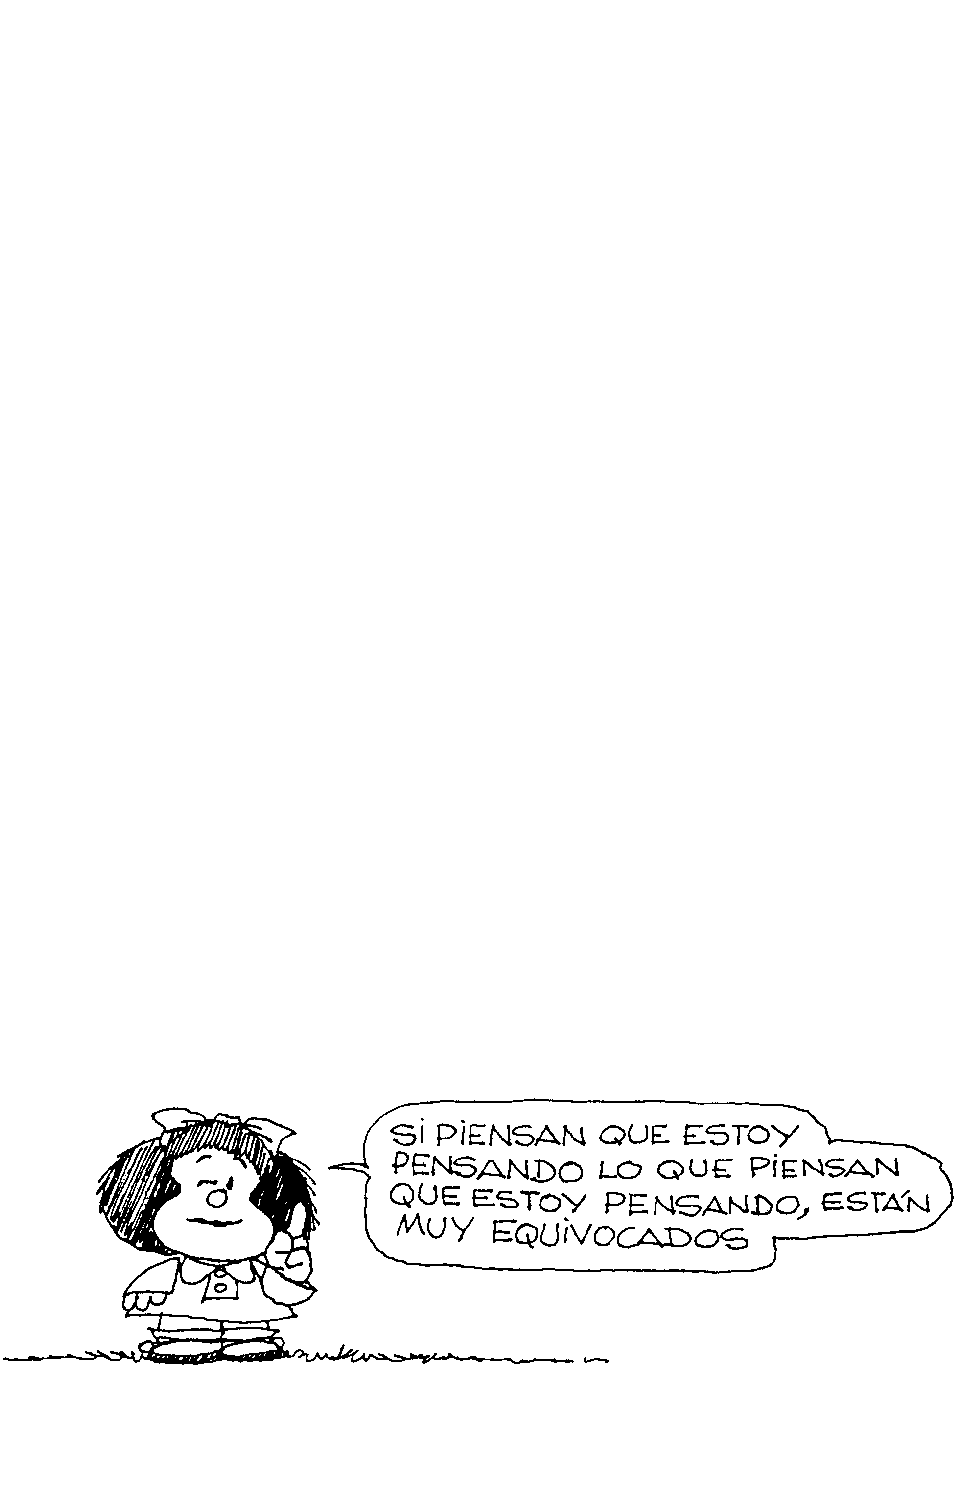 Si PiENSAN QUE ESTOY
PENSANDO LO QUE PiENSAN
QUE ESTOY PENSANDO, ESTÁN
MUY EQUiVOCADOS